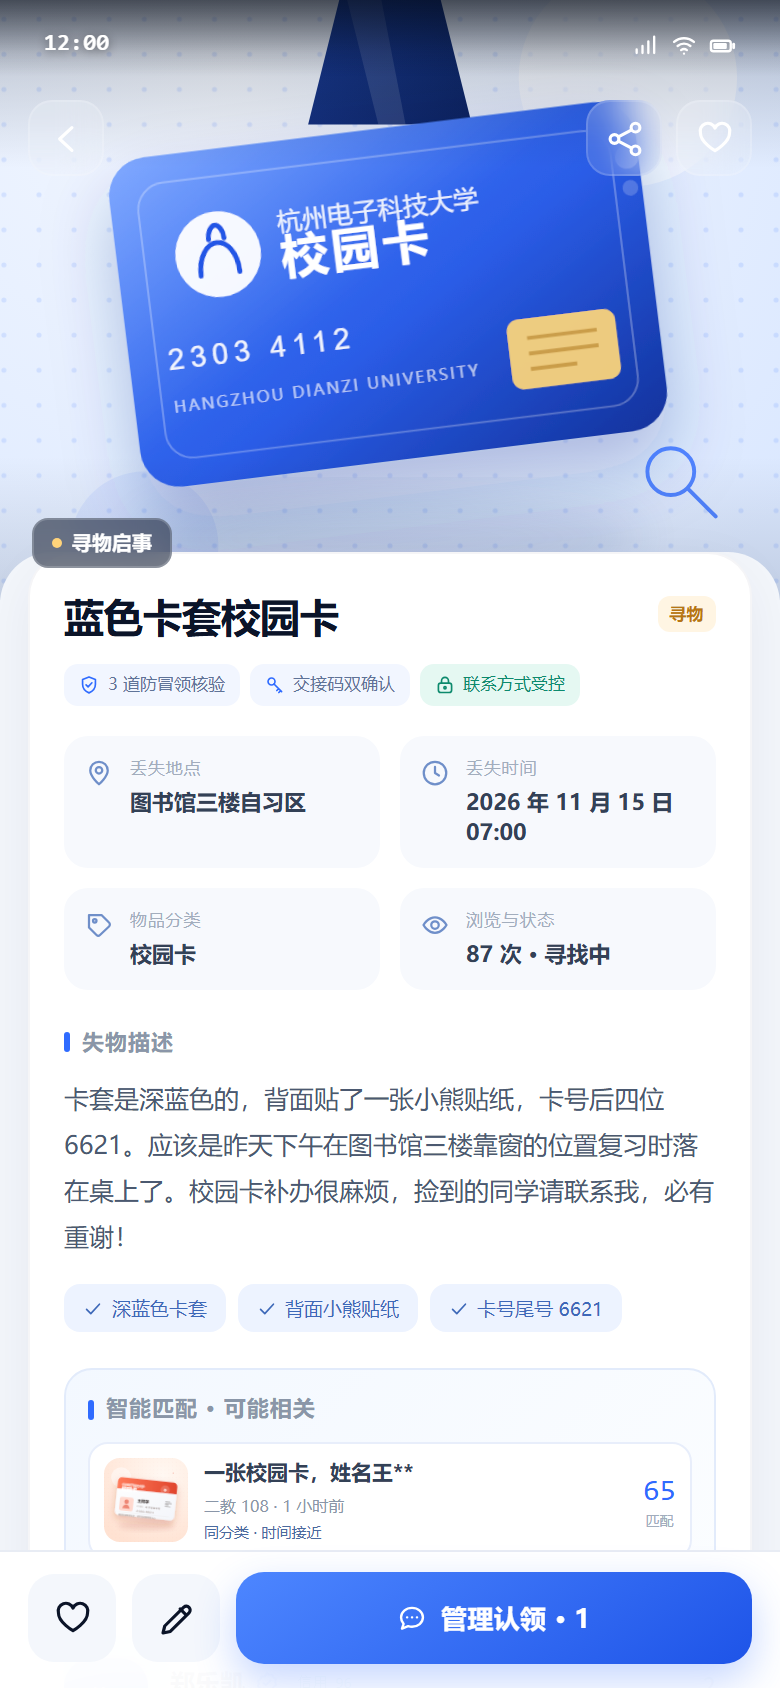 12:00
杭州电子科技大学
校园卡
2303 4112
HANGZHOU DIANZI UNIVERSITY
寻物启事
蓝色卡套校园卡
寻物
3 道防冒领核验
交接码双确认
联系方式受控
丢失地点
图书馆三楼自习区
丢失时间
2026 年 11 月 15 日
07:00
物品分类
校园卡
浏览与状态
87 次 • 寻找中
失物描述
卡套是深蓝色的，背面贴了一张小熊贴纸，卡号后四位
6621。应该是昨天下午在图书馆三楼靠窗的位置复习时落
在桌上了。校园卡补办很麻烦，捡到的同学请联系我，必有
重谢！
深蓝色卡套
背面小熊贴纸
卡号尾号 6621
智能匹配 • 可能相关
一张校园卡，姓名王**
二教 108 · 1 小时前
同分类 · 时间接近
65
匹配
管理认领 • 1